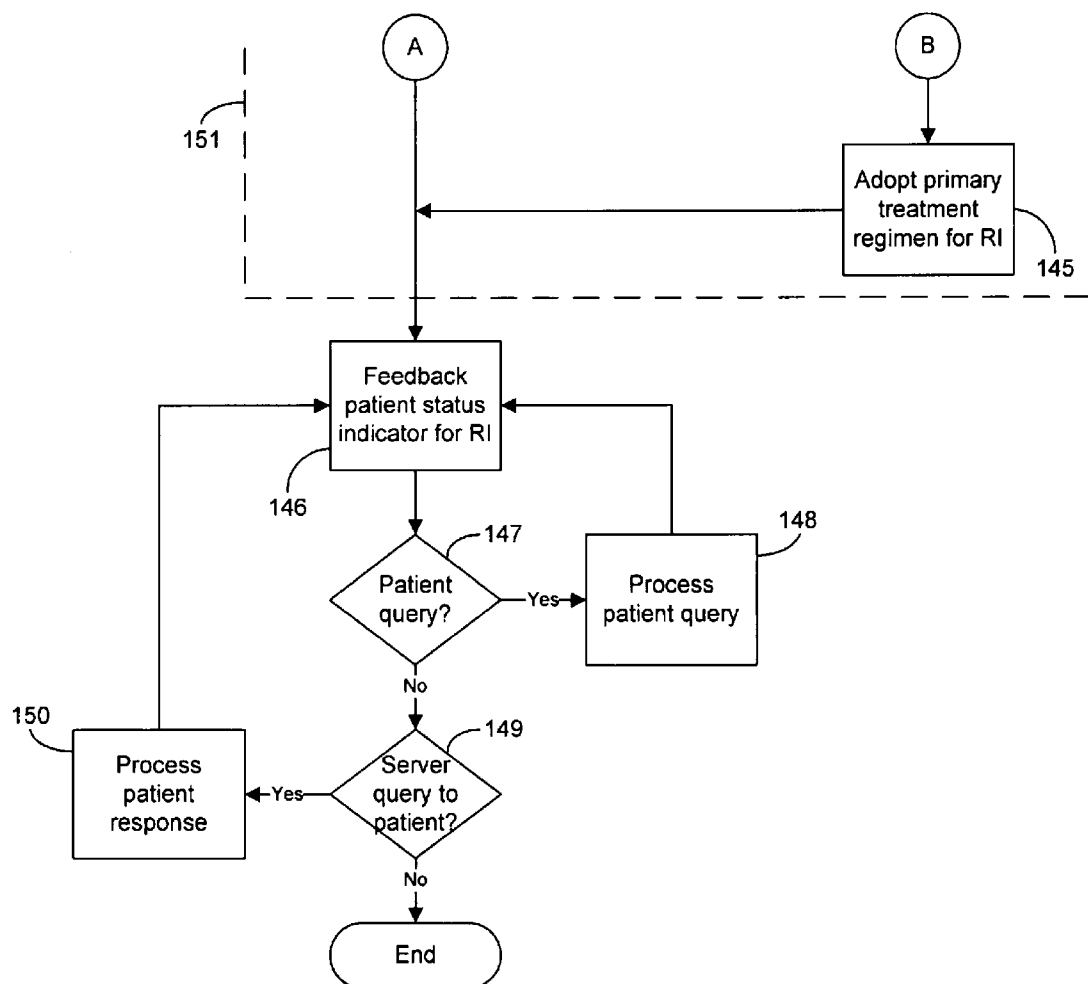 A
B
151
Adopt primary
treatment
regimen for RI
145
Feedback
patient status
indicator for RI
146
147
148
Patient
query?
Yes
Process
patient query
No
150
149
Process
patient
response
Yes
Server
query to
patient?
No
End